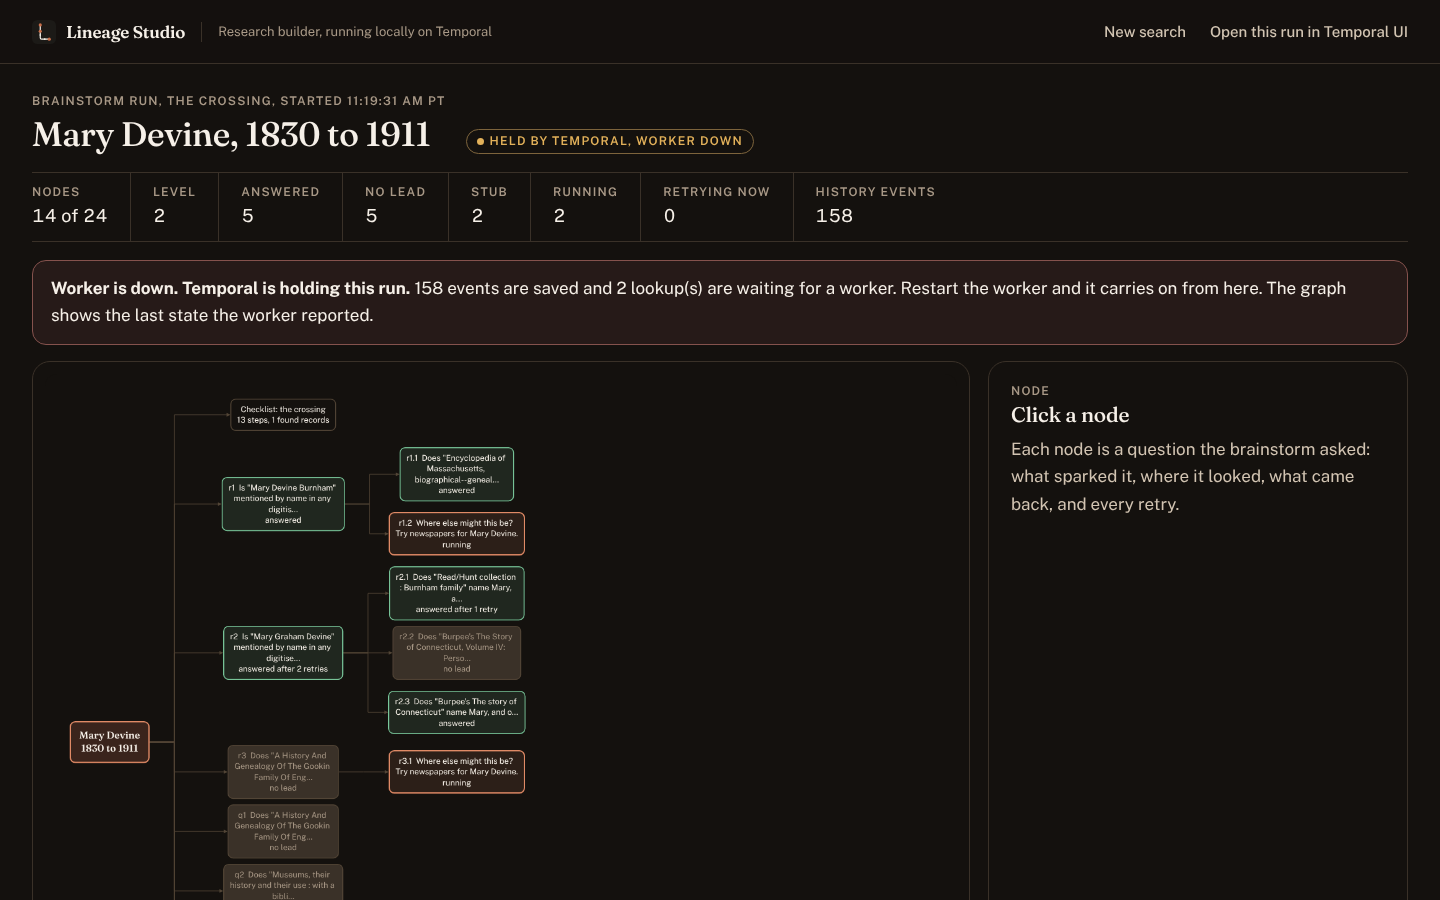 Lineage Studio
Research builder, running locally on Temporal
New search
Open this run in Temporal UI
BRAINSTORM RUN, THE CROSSING, STARTED 11:19:31 AM PT
Mary Devine, 1830 to 1911
HELD BY TEMPORAL, WORKER DOWN
NODES
14 of 24
LEVEL
2
ANSWERED
5
NO LEAD
5
STUB
2
RUNNING
2
RETRYING NOW
0
HISTORY EVENTS
158
Worker is down. Temporal is holding this run. 158 events are saved and 2 lookup(s) are waiting for a worker. Restart the worker and it carries on from here. The graph
shows the last state the worker reported.
Checklist: the crossing
13 steps, 1 found records
r1.1 Does "Encyclopedia of
Massachusetts,
biographical--geneal...
answered
r1 Is "Mary Devine Burnham"
mentioned by name in any
digitis...
answered
r1.2 Where else might this be?
Try newspapers for Mary Devine.
running
r2.1 Does "Read/Hunt collection
: Burnham family" name Mary,
a...
answered after 1 retry
r2 Is "Mary Graham Devine"
mentioned by name in any
digitise...
answered after 2 retries
r2.2 Does "Burpee's The Story
of Connecticut, Volume IV:
Perso...
no lead
r2.3 Does "Burpee's The story of
Connecticut" name Mary, and o...
answered
Mary Devine
1830 to 1911
r3 Does "A History And
Genealogy Of The Gookin
Family Of Eng...
no lead
r3.1 Where else might this be?
Try newspapers for Mary Devine.
running
q1 Does "A History And
Genealogy Of The Gookin
Family Of Eng...
no lead
q2 Does "Museums, their
history and their use : with a
bibli...
NODE
Click a node
Each node is a question the brainstorm asked:
what sparked it, where it looked, what came
back, and every retry.